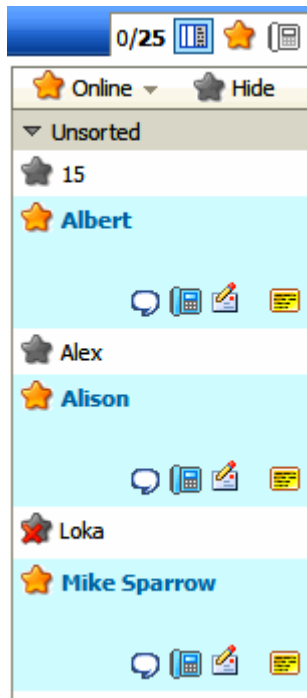 0/25
Online Hide
Unsorted
15
Albert
Alex
Alison
Loka
Mike Sparrow